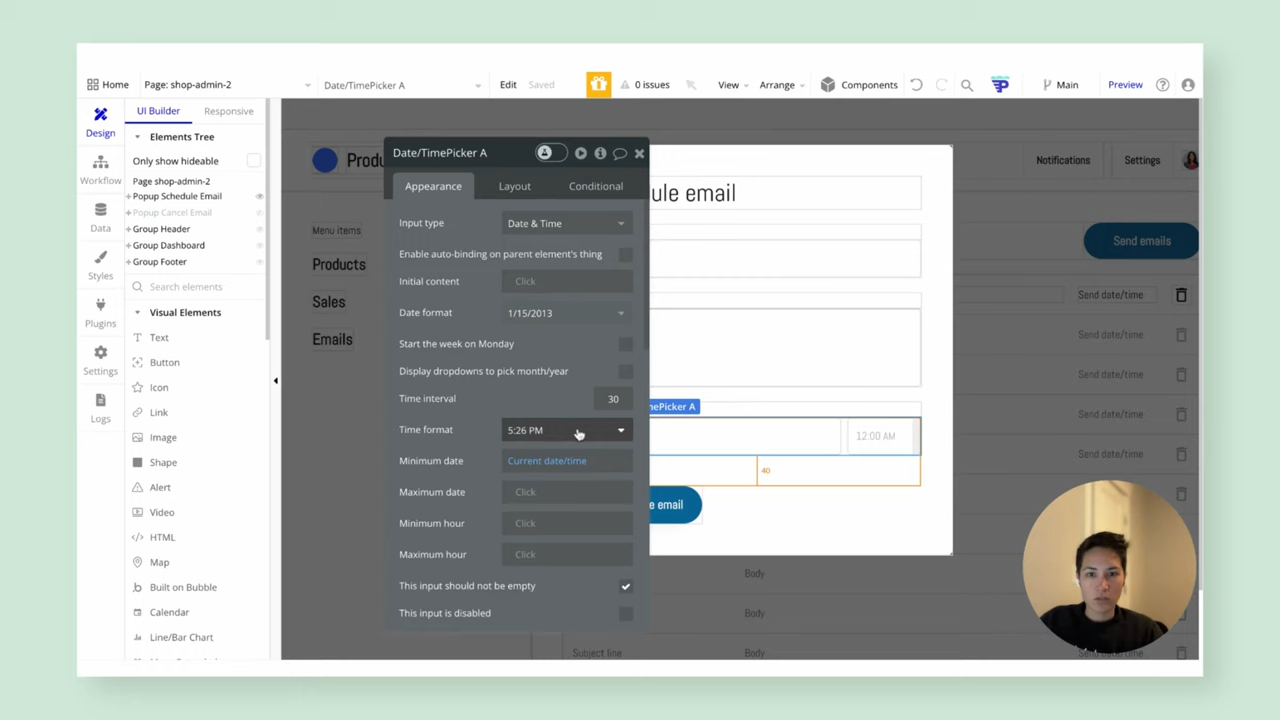 Home
Page: shop-admin-2
Date/TimePicker A
Edit
Saved
0 issues
View
Arrange
Components
Main
Preview
Design
Workflow
Data
Styles
Plugins
Settings
Logs
UI Builder
Responsive
Elements Tree
Only show hideable
Page shop-admin-2
Popup Schedule Email
Popup Cancel Email
Group Header
Group Dashboard
Group Footer
Search elements
Visual Elements
Text
Button
Icon
Link
Image
Shape
Alert
Video
HTML
Map
Built on Bubble
Calendar
Line/Bar Chart
Produ
Menu items
Products
Sales
Emails
Date/TimePicker A
Appearance
Layout
Conditional
Input type
Date & Time
Enable auto-binding on parent element's thing
Initial content
Click
Date format
1/15/2013
Start the week on Monday
Display dropdowns to pick month/year
Time interval
30
Time format
5:26 PM
Minimum date
Current date/time
Maximum date
Click
Minimum hour
Click
Maximum hour
Click
This input should not be empty
This input is disabled
ule email
mePicker A
12:00 AM
40
e email
Notifications
Settings
Send emails
Send date/time
Send date/time
Send date/time
Send date/time
Send date/time
Body
Body
Subject line
Body
Send date/time